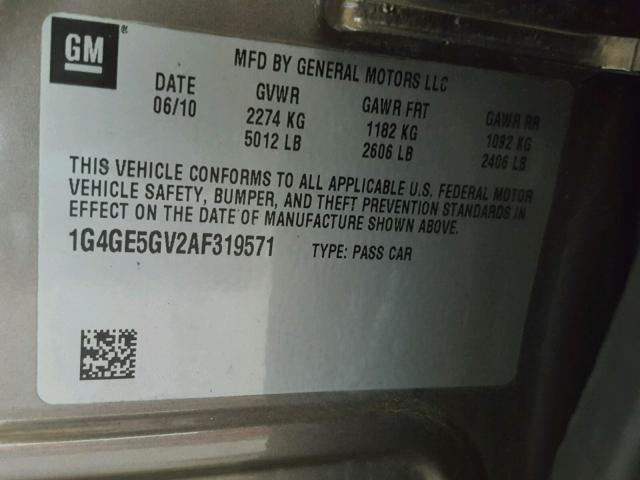 GM ®
MFD BY GENERAL MOTORS LLC
DATE GVWR GAWR FRT GAWR RR
06/10 2274 KG 1182 KG 1092 KG
5012 LB 2606 LB 2406 LB
THIS VEHICLE CONFORMS TO ALL APPLICABLE U.S. FEDERAL MOTOR
VEHICLE SAFETY, BUMPER, AND THEFT PREVENTION STANDARDS IN
EFFECT ON THE DATE OF MANUFACTURE SHOWN ABOVE.
1G4GE5GV2AF319571 TYPE: PASS CAR